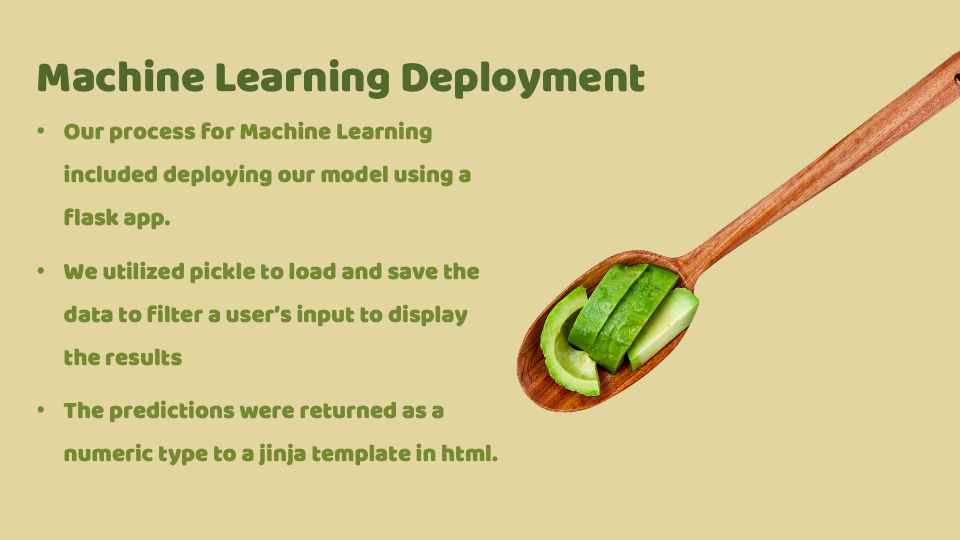 Machine Learning Deployment
• Our process for Machine Learning
included deploying our model using a
flask app.
• We utilized pickle to load and save the
data to filter a user's input to display
the results
• The predictions were returned as a
numeric type to a jinja template in html.